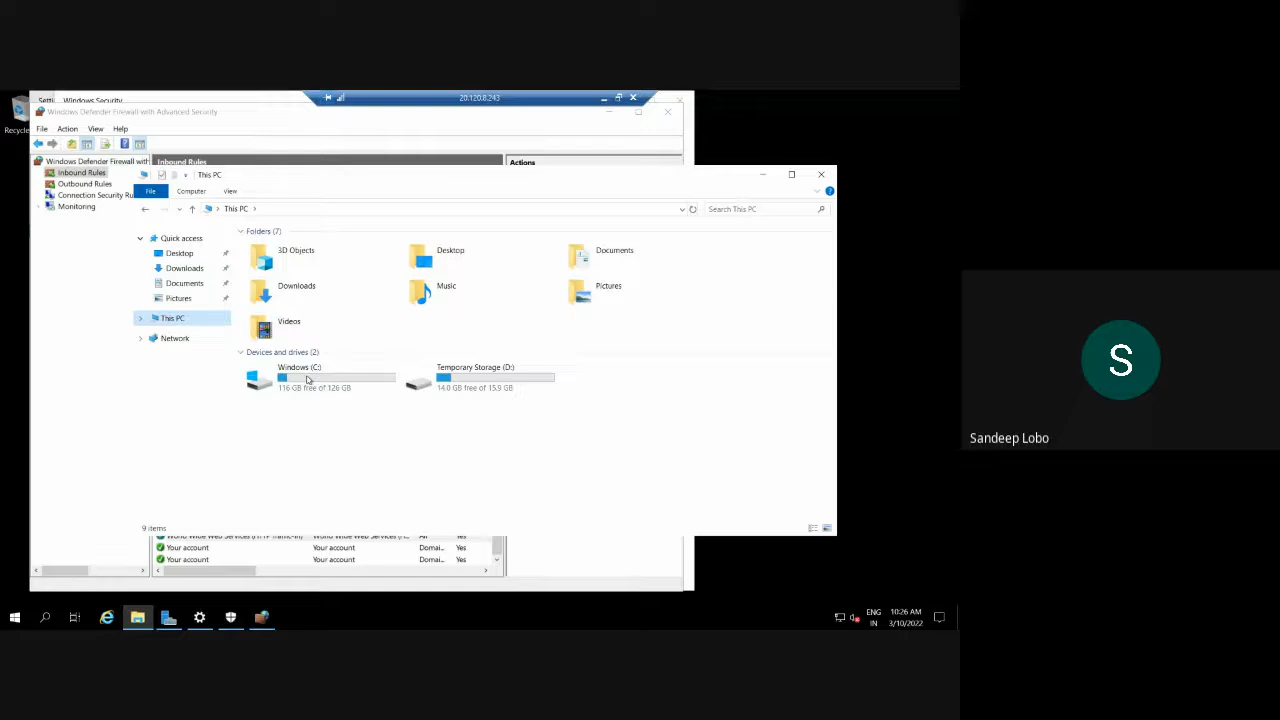 Setti
Windows Security
20.120.8.243
Recycle
Windows Defender Firewall with Advanced Security
File Action View Help
Windows Defender Firewall with
Inbound Rules
Outbound Rules
Connection Security Ru
Monitoring
Inbound Rules
Actions
This PC
File Computer View
This PC
Search This PC
Quick access
Desktop
Downloads
Documents
Pictures
This PC
Network
Folders (7)
3D Objects
Desktop
Documents
Downloads
Music
Pictures
Videos
Devices and drives (2)
Windows (C:)
116 GB free of 126 GB
Temporary Storage (D:)
14.0 GB free of 15.9 GB
9 items
World Wide Web Services (HTTP Traffic-In) World Wide Web Services (H... All Yes
Your account Your account Domai... Yes
Your account Your account Domai... Yes
ENG
IN
10:26 AM
3/10/2022
S
Sandeep Lobo